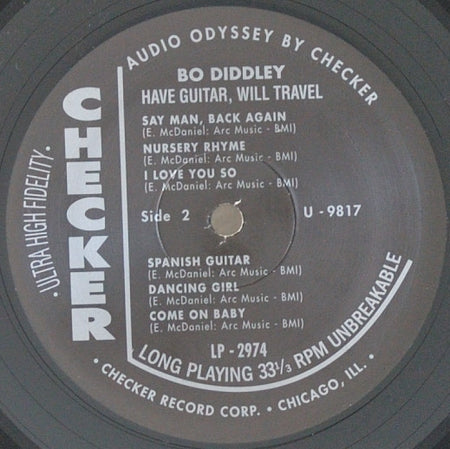 AUDIO ODYSSEY BY CHECKER
BO DIDDLEY
HAVE GUITAR, WILL TRAVEL
SAY MAN, BACK AGAIN
(E. McDaniel: Arc Music - BMI)
NURSERY RHYME
(E. McDaniel: Arc Music - BMI)
I LOVE YOU SO
(E. McDaniel: Arc Music - BMI)
Side 2
U - 9817
SPANISH GUITAR
(E. McDaniel: Arc Music - BMI)
DANCING GIRL
(E. McDaniel: Arc Music - BMI)
COME ON BABY
(E. McDaniel: Arc Music - BMI)
LP - 2974
LONG PLAYING 33⅓ RPM UNBREAKABLE
• CHECKER RECORD CORP. • CHICAGO, ILL. •
• ULTRA HIGH FIDELITY •
CHECKER